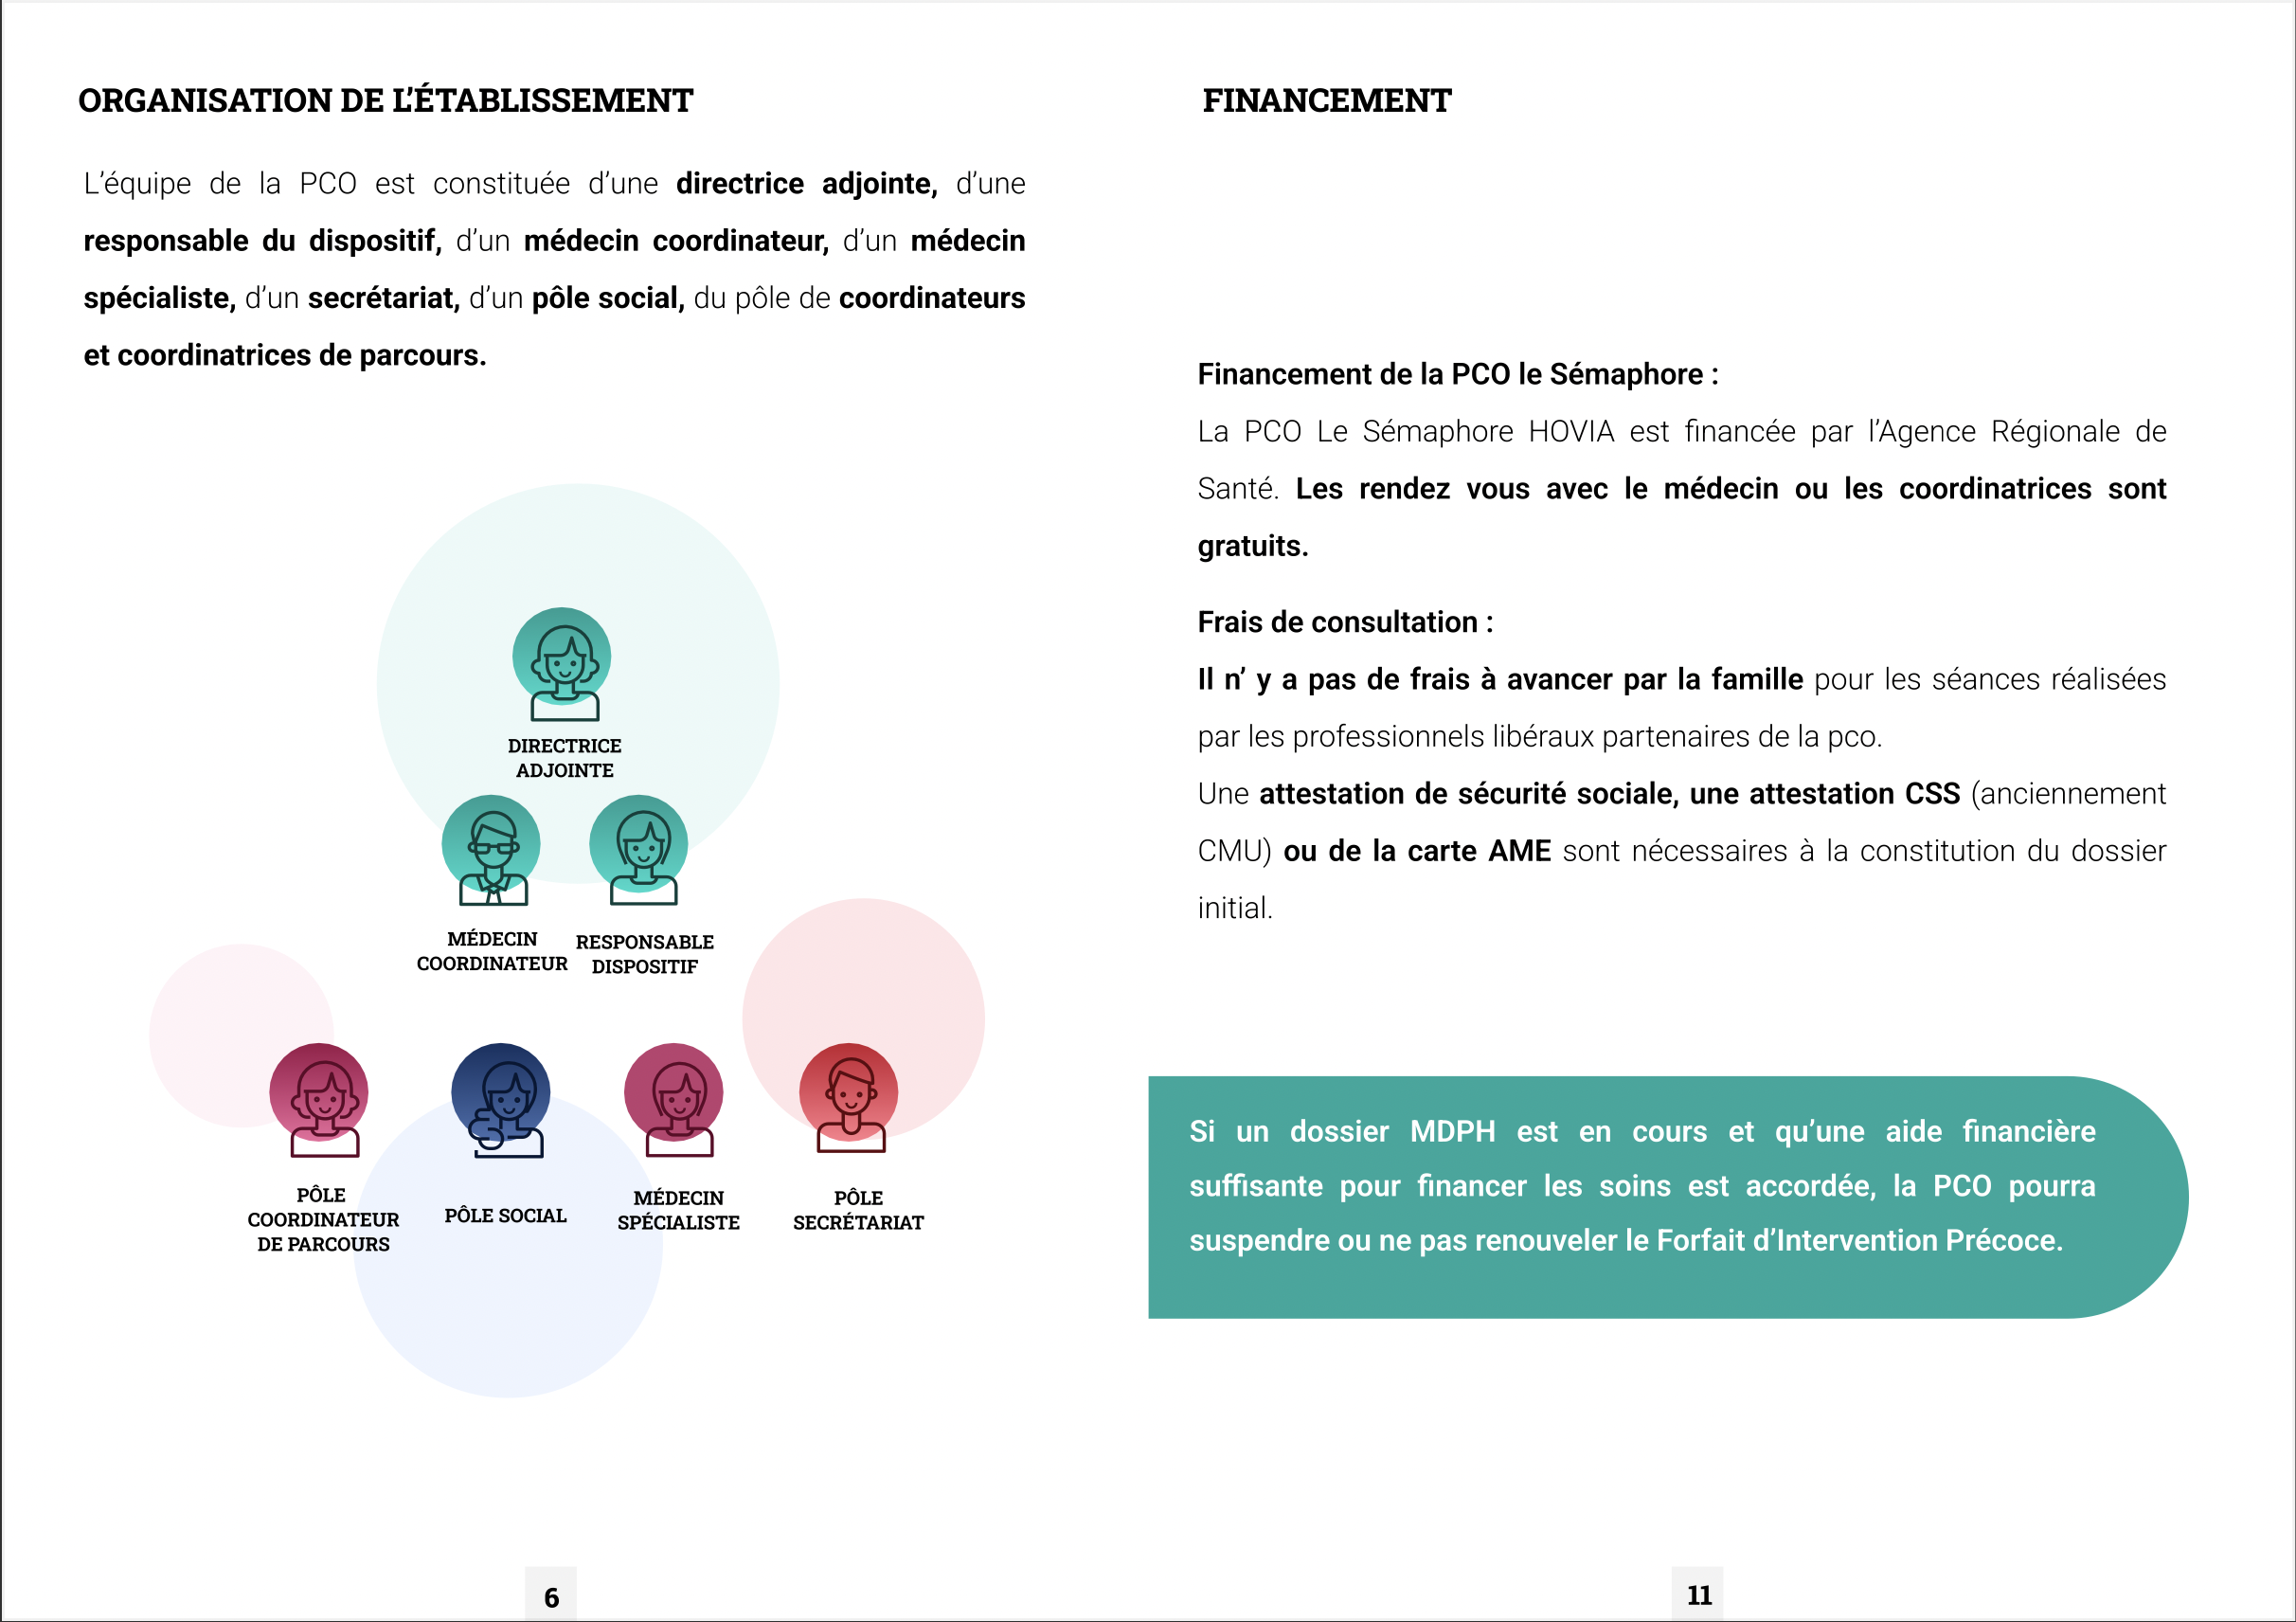 ORGANISATION DE L'ÉTABLISSEMENT
L'équipe de la PCO est constituée d'une directrice adjointe, d'une
responsable du dispositif, d'un médecin coordinateur, d'un médecin
spécialiste, d'un secrétariat, d'un pôle social, du pôle de coordinateurs
et coordinatrices de parcours.
DIRECTRICE
ADJOINTE
MÉDECIN
COORDINATEUR
RESPONSABLE
DISPOSITIF
PÔLE
COORDINATEUR
DE PARCOURS
PÔLE SOCIAL
MÉDECIN
SPÉCIALISTE
PÔLE
SECRÉTARIAT
6
FINANCEMENT
Financement de la PCO le Sémaphore :
La PCO Le Sémaphore HOVIA est financée par l'Agence Régionale de
Santé. Les rendez vous avec le médecin ou les coordinatrices sont
gratuits.
Frais de consultation :
Il n' y a pas de frais à avancer par la famille pour les séances réalisées
par les professionnels libéraux partenaires de la pco.
Une attestation de sécurité sociale, une attestation CSS (anciennement
CMU) ou de la carte AME sont nécessaires à la constitution du dossier
initial.
Si un dossier MDPH est en cours et qu'une aide financière
suffisante pour financer les soins est accordée, la PCO pourra
suspendre ou ne pas renouveler le Forfait d'Intervention Précoce.
11